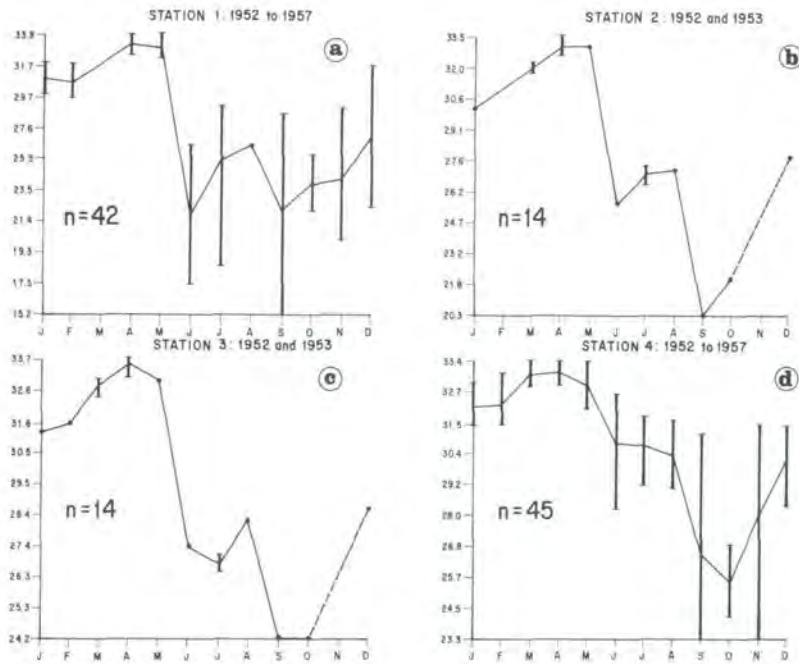 STATION 1: 1952 to 1957
a
33.8
31.7
29.7
27.6
25.5
23.5
21.4
19.3
17.3
15.2
n=42
J F M A M J J A S O N D
STATION 2: 1952 and 1953
b
33.5
32.0
30.6
29.1
27.6
26.2
24.7
23.2
21.8
20.3
n=14
J F M A M J J A S O N D
STATION 3: 1952 and 1953
c
33.7
32.6
31.6
30.5
28.4
27.4
26.3
25.3
24.2
n=14
J F M A M J J A S O N D
STATION 4: 1952 to 1957
d
33.4
32.7
31.5
30.4
29.2
28.0
26.8
25.7
24.5
23.3
n=45
J F M A M J J A S O N D